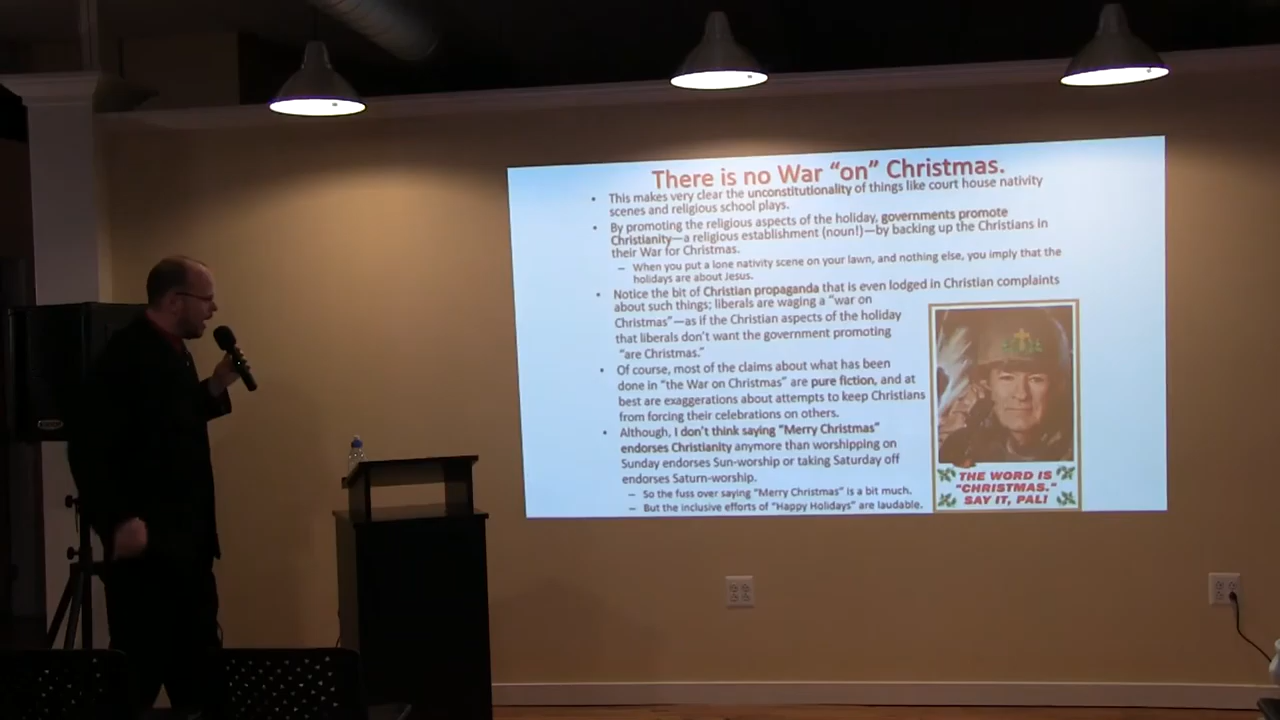 There is no War “on” Christmas.
• This makes very clear the unconstitutionality of things like court house nativity
scenes and religious school plays.
• By promoting the religious aspects of the holiday, governments promote
Christianity—a religious establishment (noun!)—by backing up the Christians in
their War for Christmas.
– When you put a lone nativity scene on your lawn, and nothing else, you imply that the
holidays are about Jesus.
• Notice the bit of Christian propaganda that is even lodged in Christian complaints
about such things; liberals are waging a “war on
Christmas”—as if the Christian aspects of the holiday
that liberals don’t want the government promoting
“are Christmas.”
• Of course, most of the claims about what has been
done in “the War on Christmas” are pure fiction, and at
best are exaggerations about attempts to keep Christians
from forcing their celebrations on others.
• Although, I don’t think saying “Merry Christmas”
endorses Christianity anymore than worshipping on
Sunday endorses Sun-worship or taking Saturday off
endorses Saturn-worship.
– So the fuss over saying “Merry Christmas” is a bit much.
– But the inclusive efforts of “Happy Holidays” are laudable.
THE WORD IS
“CHRISTMAS.”
SAY IT, PAL!